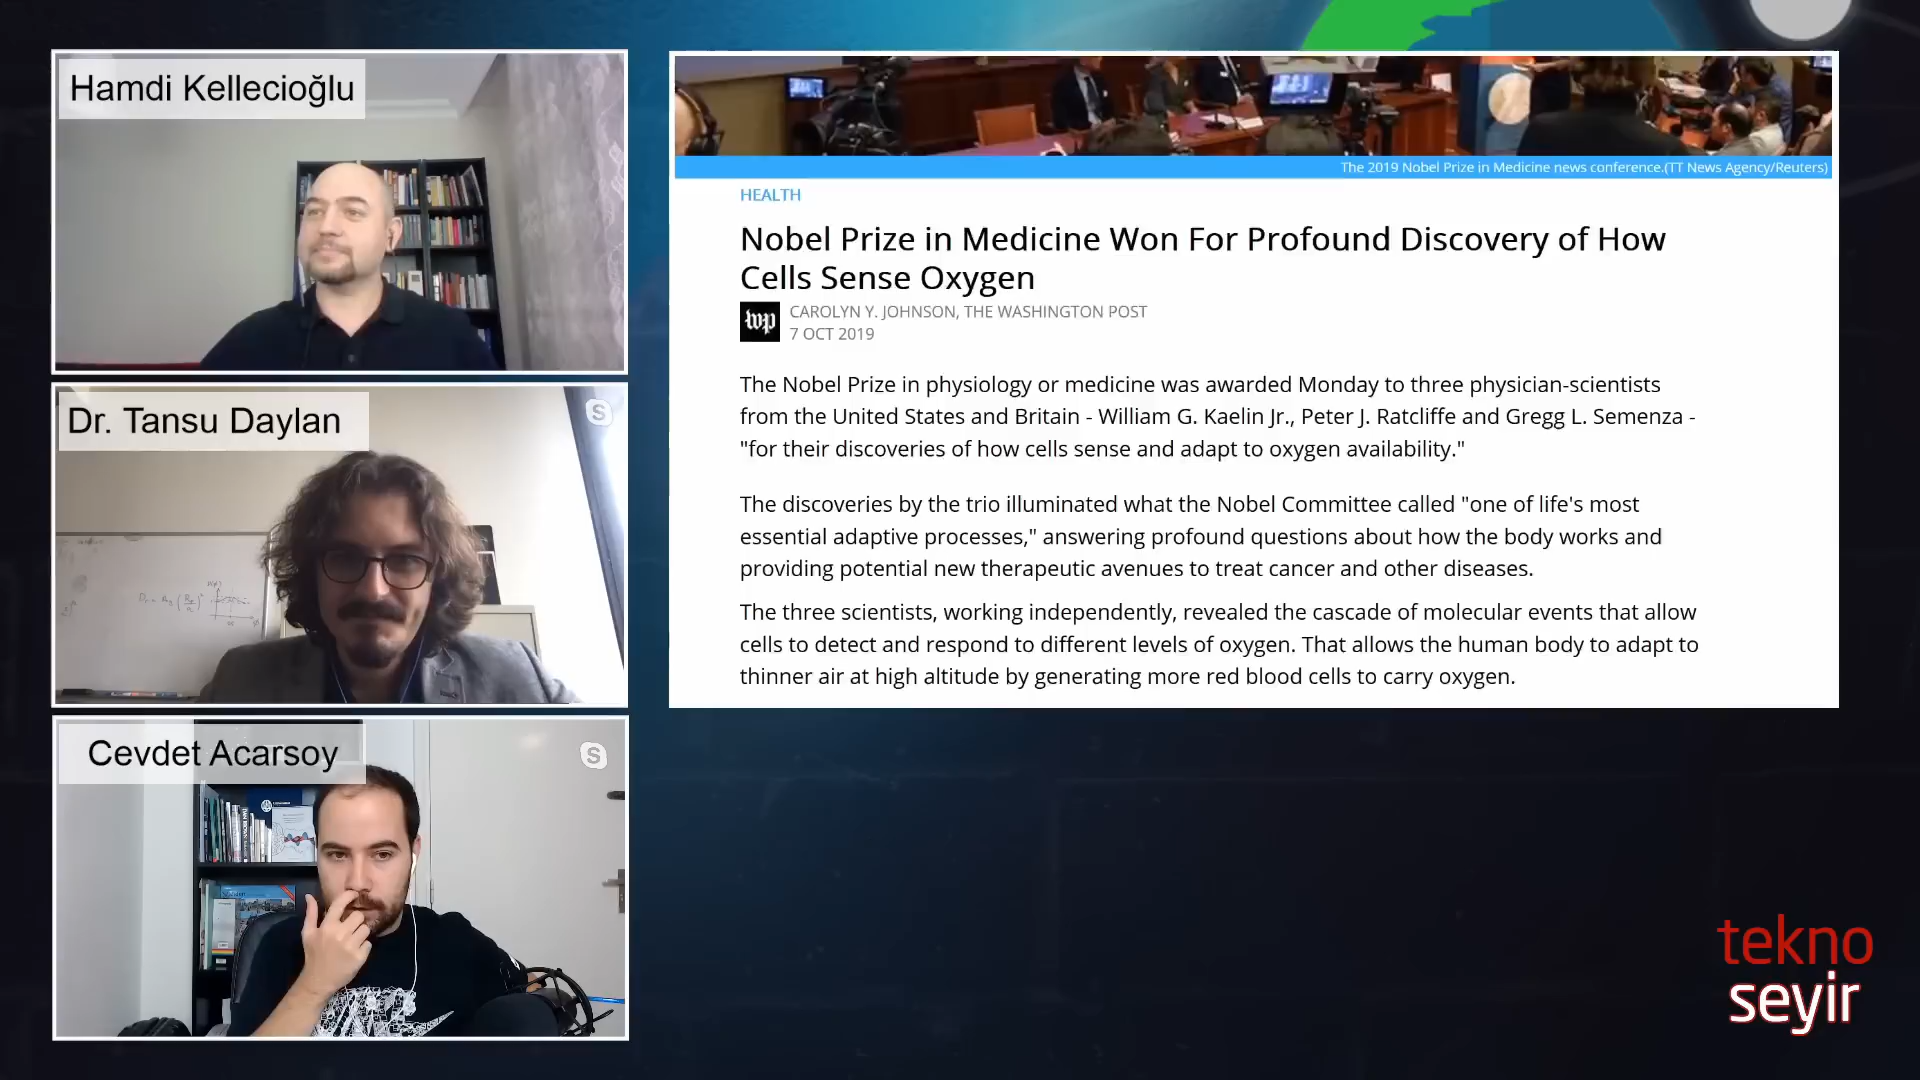 Hamdi Kellecioğlu
Dr. Tansu Daylan
Cevdet Acarsoy
The 2019 Nobel Prize in Medicine news conference.(TT News Agency/Reuters)
HEALTH
Nobel Prize in Medicine Won For Profound Discovery of How
Cells Sense Oxygen
wp
CAROLYN Y. JOHNSON, THE WASHINGTON POST
7 OCT 2019
The Nobel Prize in physiology or medicine was awarded Monday to three physician-scientists
from the United States and Britain - William G. Kaelin Jr., Peter J. Ratcliffe and Gregg L. Semenza -
"for their discoveries of how cells sense and adapt to oxygen availability."
The discoveries by the trio illuminated what the Nobel Committee called "one of life's most
essential adaptive processes," answering profound questions about how the body works and
providing potential new therapeutic avenues to treat cancer and other diseases.
The three scientists, working independently, revealed the cascade of molecular events that allow
cells to detect and respond to different levels of oxygen. That allows the human body to adapt to
thinner air at high altitude by generating more red blood cells to carry oxygen.
tekno
seyir